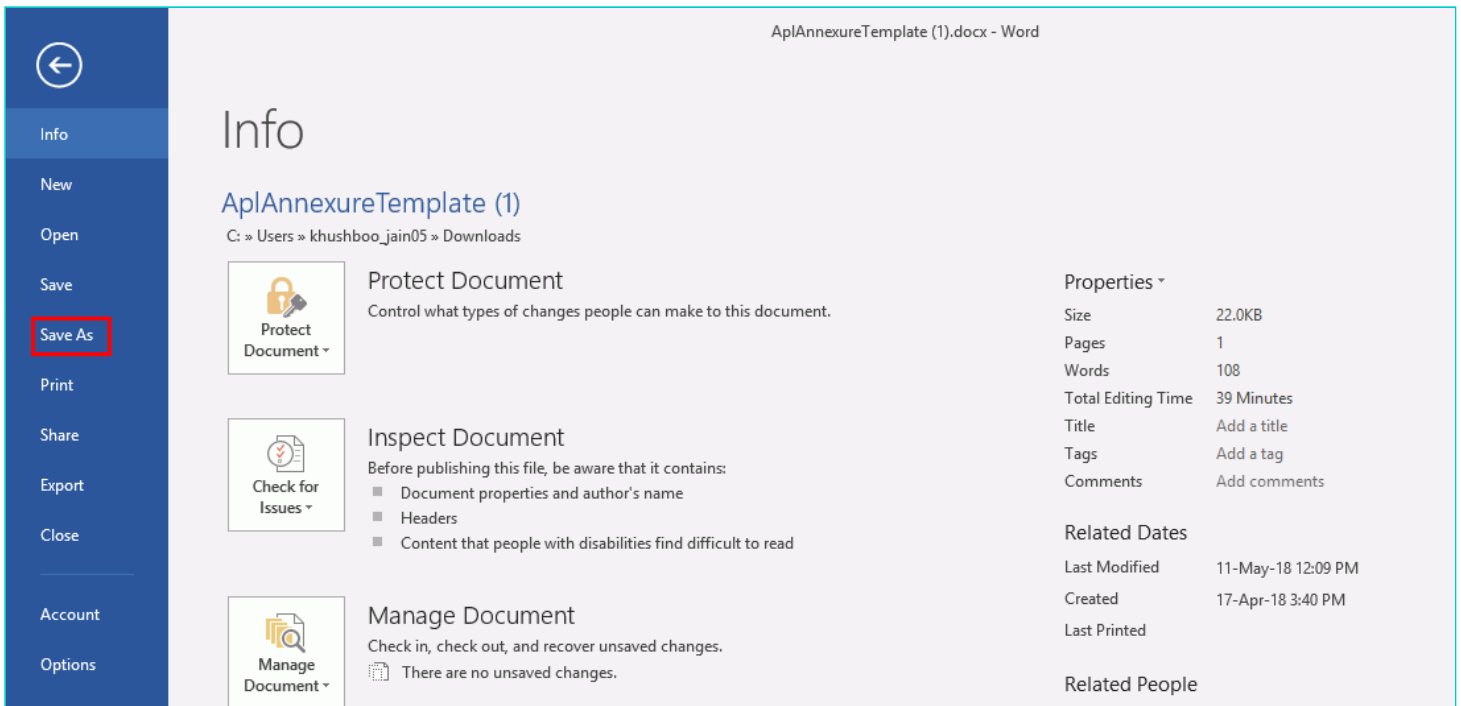 AplAnnexureTemplate (1).docx - Word
Info
New
Open
Save
Save As
Print
Share
Export
Close
Account
Options
Info
AplAnnexureTemplate (1)
C: » Users » khushboo_jain05 » Downloads
Protect Document
Protect Document
Control what types of changes people can make to this document.
Check for Issues
Inspect Document
Before publishing this file, be aware that it contains:
Document properties and author's name
Headers
Content that people with disabilities find difficult to read
Manage Document
Manage Document
Check in, check out, and recover unsaved changes.
There are no unsaved changes.
Properties
Size 22.0KB
Pages 1
Words 108
Total Editing Time 39 Minutes
Title Add a title
Tags Add a tag
Comments Add comments
Related Dates
Last Modified 11-May-18 12:09 PM
Created 17-Apr-18 3:40 PM
Last Printed
Related People